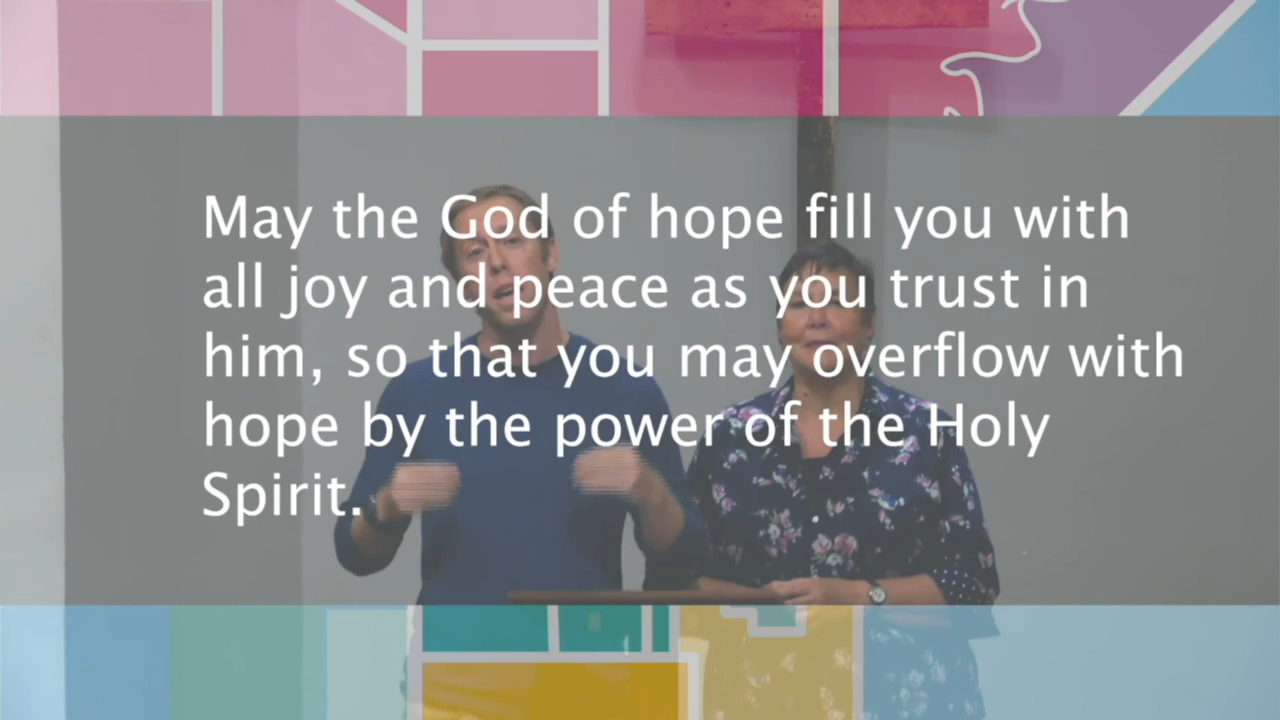 May the God of hope fill you with
all joy and peace as you trust in
him, so that you may overflow with
hope by the power of the Holy
Spirit.